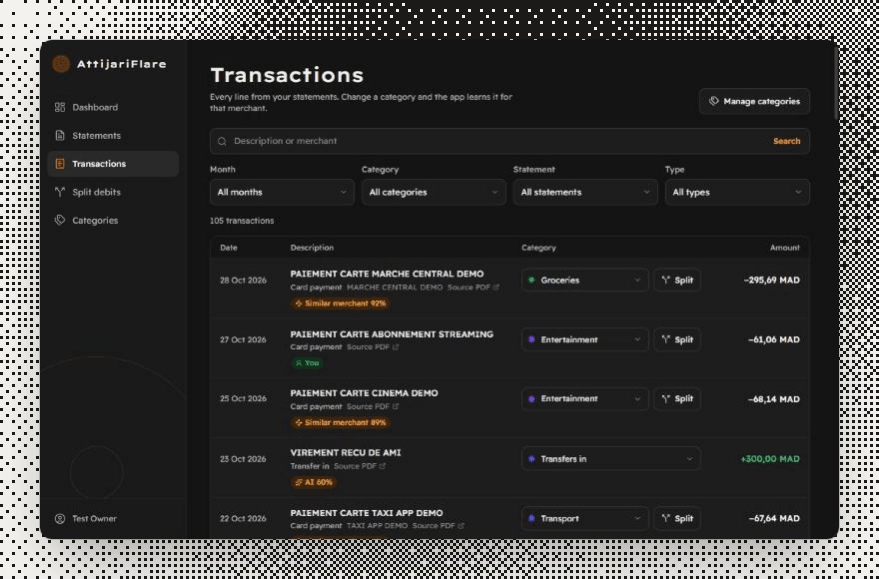 AttijariFlare
Dashboard
Statements
Transactions
Split debits
Categories
Test Owner
Transactions
Every line from your statements. Change a category and the app learns it for
that merchant.
Manage categories
Description or merchant
Search
Month
Category
Statement
Type
All months
All categories
All statements
All types
105 transactions
Date
Description
Category
Amount
28 Oct 2026
PAIEMENT CARTE MARCHE CENTRAL DEMO
Card payment MARCHE CENTRAL DEMO Source PDF
Similar merchant 92%
Groceries
Split
−295,69 MAD
27 Oct 2026
PAIEMENT CARTE ABONNEMENT STREAMING
Card payment Source PDF
You
Entertainment
Split
−61,06 MAD
25 Oct 2026
PAIEMENT CARTE CINEMA DEMO
Card payment Source PDF
Similar merchant 89%
Entertainment
Split
−68,14 MAD
23 Oct 2026
VIREMENT RECU DE AMI
Transfer in Source PDF
AI 60%
Transfers in
+300,00 MAD
22 Oct 2026
PAIEMENT CARTE TAXI APP DEMO
Card payment TAXI APP DEMO Source PDF
Transport
Split
−67,64 MAD